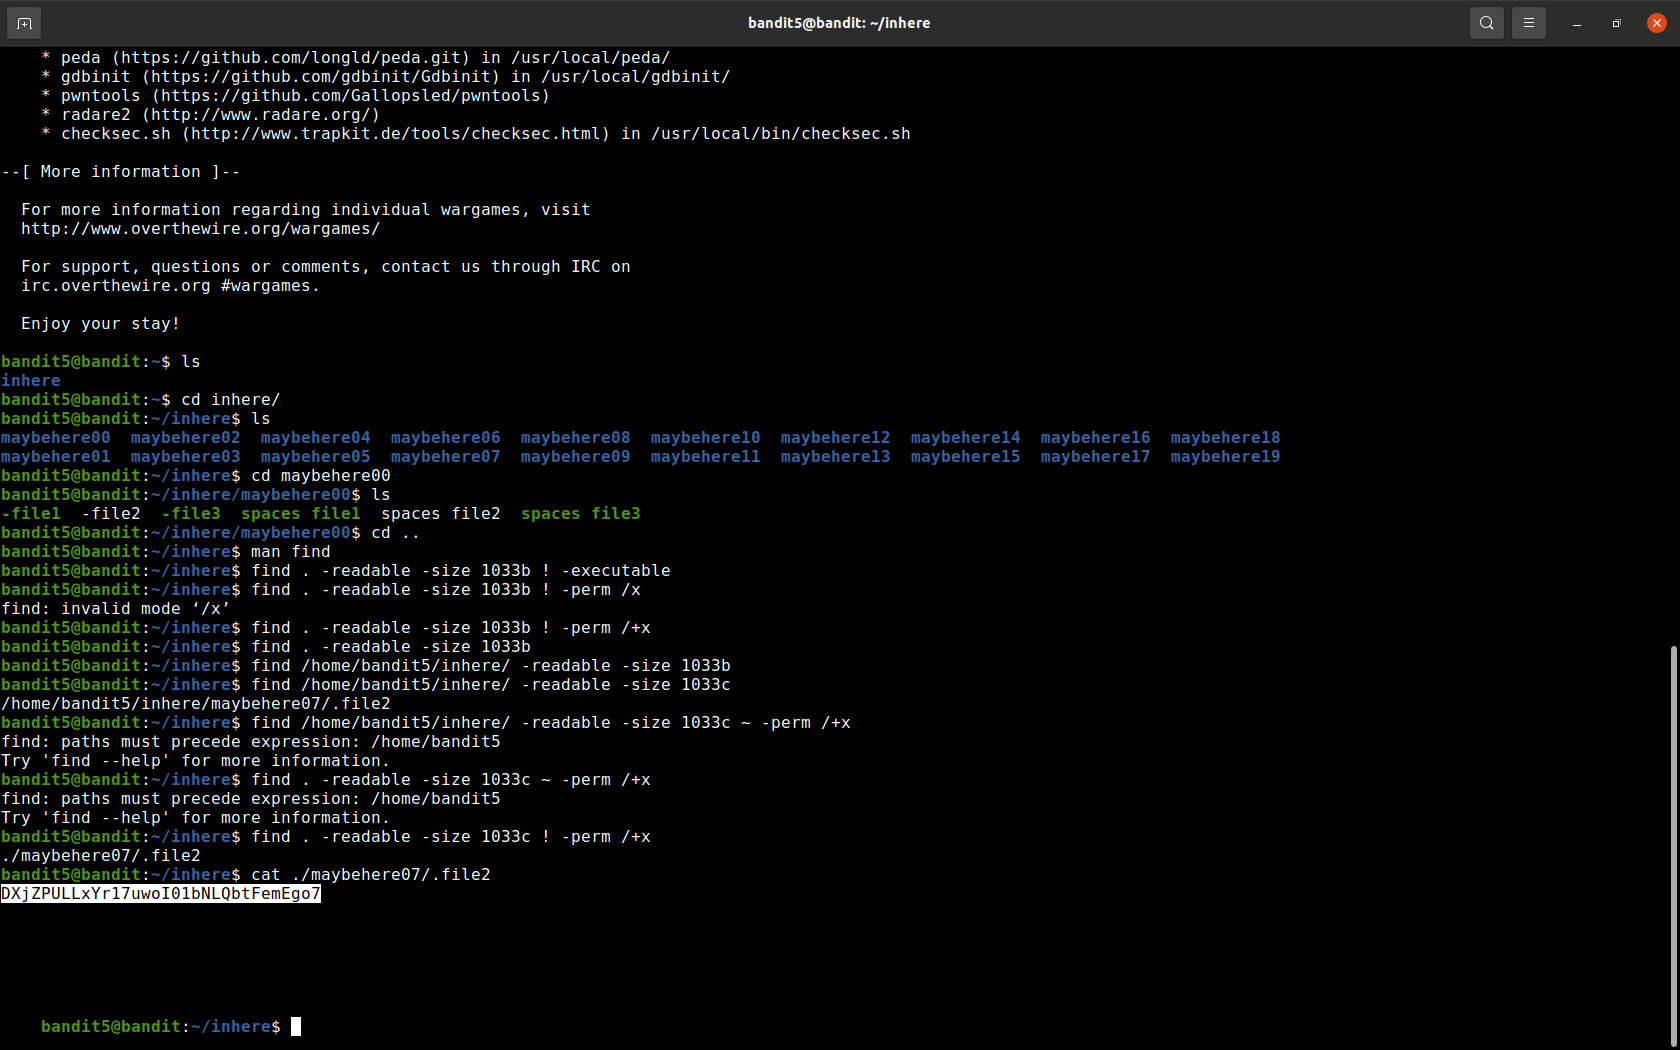 bandit5@bandit: ~/inhere
* peda (https://github.com/longld/peda.git) in /usr/local/peda/
* gdbinit (https://github.com/gdbinit/Gdbinit) in /usr/local/gdbinit/
* pwntools (https://github.com/Gallopsled/pwntools)
* radare2 (http://www.radare.org/)
* checksec.sh (http://www.trapkit.de/tools/checksec.html) in /usr/local/bin/checksec.sh
--[ More information ]--
For more information regarding individual wargames, visit
http://www.overthewire.org/wargames/
For support, questions or comments, contact us through IRC on
irc.overthewire.org #wargames.
Enjoy your stay!
bandit5@bandit:~$ ls
inhere
bandit5@bandit:~$ cd inhere/
bandit5@bandit:~/inhere$ ls
maybehere00  maybehere02  maybehere04  maybehere06  maybehere08  maybehere10  maybehere12  maybehere14  maybehere16  maybehere18
maybehere01  maybehere03  maybehere05  maybehere07  maybehere09  maybehere11  maybehere13  maybehere15  maybehere17  maybehere19
bandit5@bandit:~/inhere$ cd maybehere00
bandit5@bandit:~/inhere/maybehere00$ ls
-file1  -file2  -file3  spaces file1  spaces file2  spaces file3
bandit5@bandit:~/inhere/maybehere00$ cd ..
bandit5@bandit:~/inhere$ man find
bandit5@bandit:~/inhere$ find . -readable -size 1033b ! -executable
bandit5@bandit:~/inhere$ find . -readable -size 1033b ! -perm /x
find: invalid mode ‘/x’
bandit5@bandit:~/inhere$ find . -readable -size 1033b ! -perm /+x
bandit5@bandit:~/inhere$ find . -readable -size 1033b
bandit5@bandit:~/inhere$ find /home/bandit5/inhere/ -readable -size 1033b
bandit5@bandit:~/inhere$ find /home/bandit5/inhere/ -readable -size 1033c
/home/bandit5/inhere/maybehere07/.file2
bandit5@bandit:~/inhere$ find /home/bandit5/inhere/ -readable -size 1033c ~ -perm /+x
find: paths must precede expression: /home/bandit5
Try 'find --help' for more information.
bandit5@bandit:~/inhere$ find . -readable -size 1033c ~ -perm /+x
find: paths must precede expression: /home/bandit5
Try 'find --help' for more information.
bandit5@bandit:~/inhere$ find . -readable -size 1033c ! -perm /+x
./maybehere07/.file2
bandit5@bandit:~/inhere$ cat ./maybehere07/.file2
DXjZPULLxYr17uwoI01bNLQbtFemEgo7
bandit5@bandit:~/inhere$